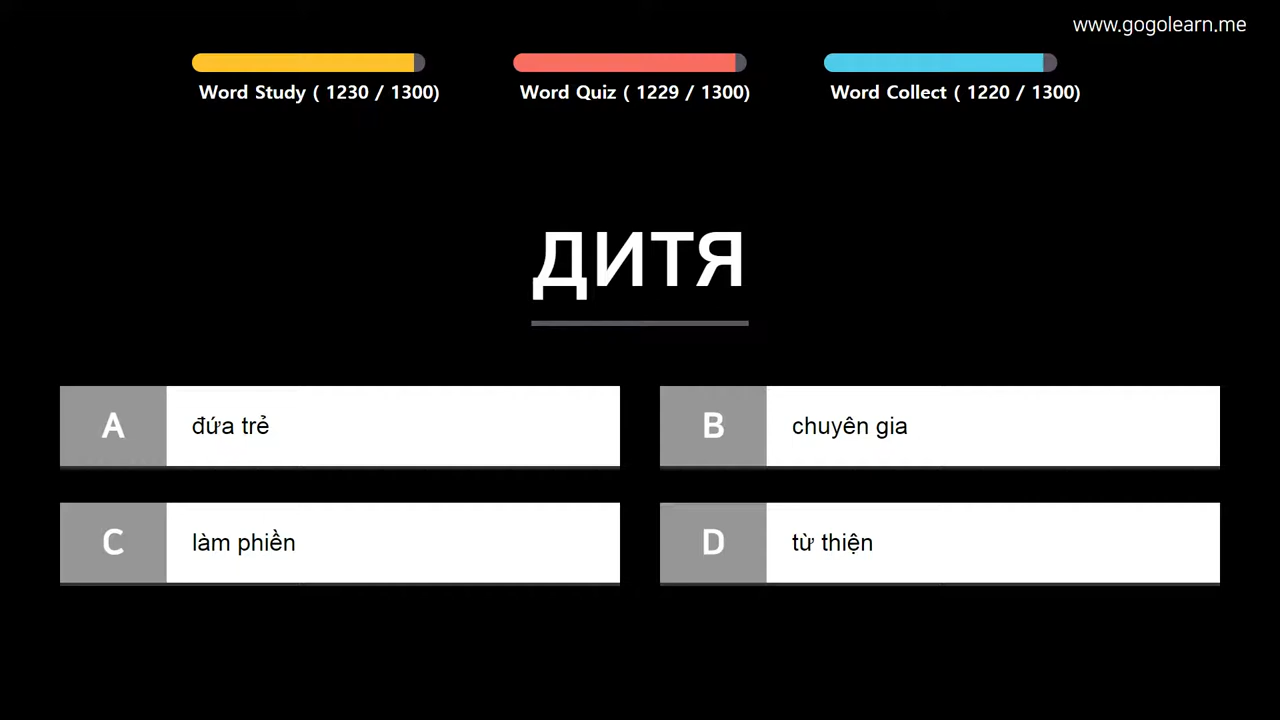 www.gogolearn.me
Word Study ( 1230 / 1300)
Word Quiz ( 1229 / 1300)
Word Collect ( 1220 / 1300)
ДИТЯ
A đứa trẻ
B chuyên gia
C làm phiền
D từ thiện